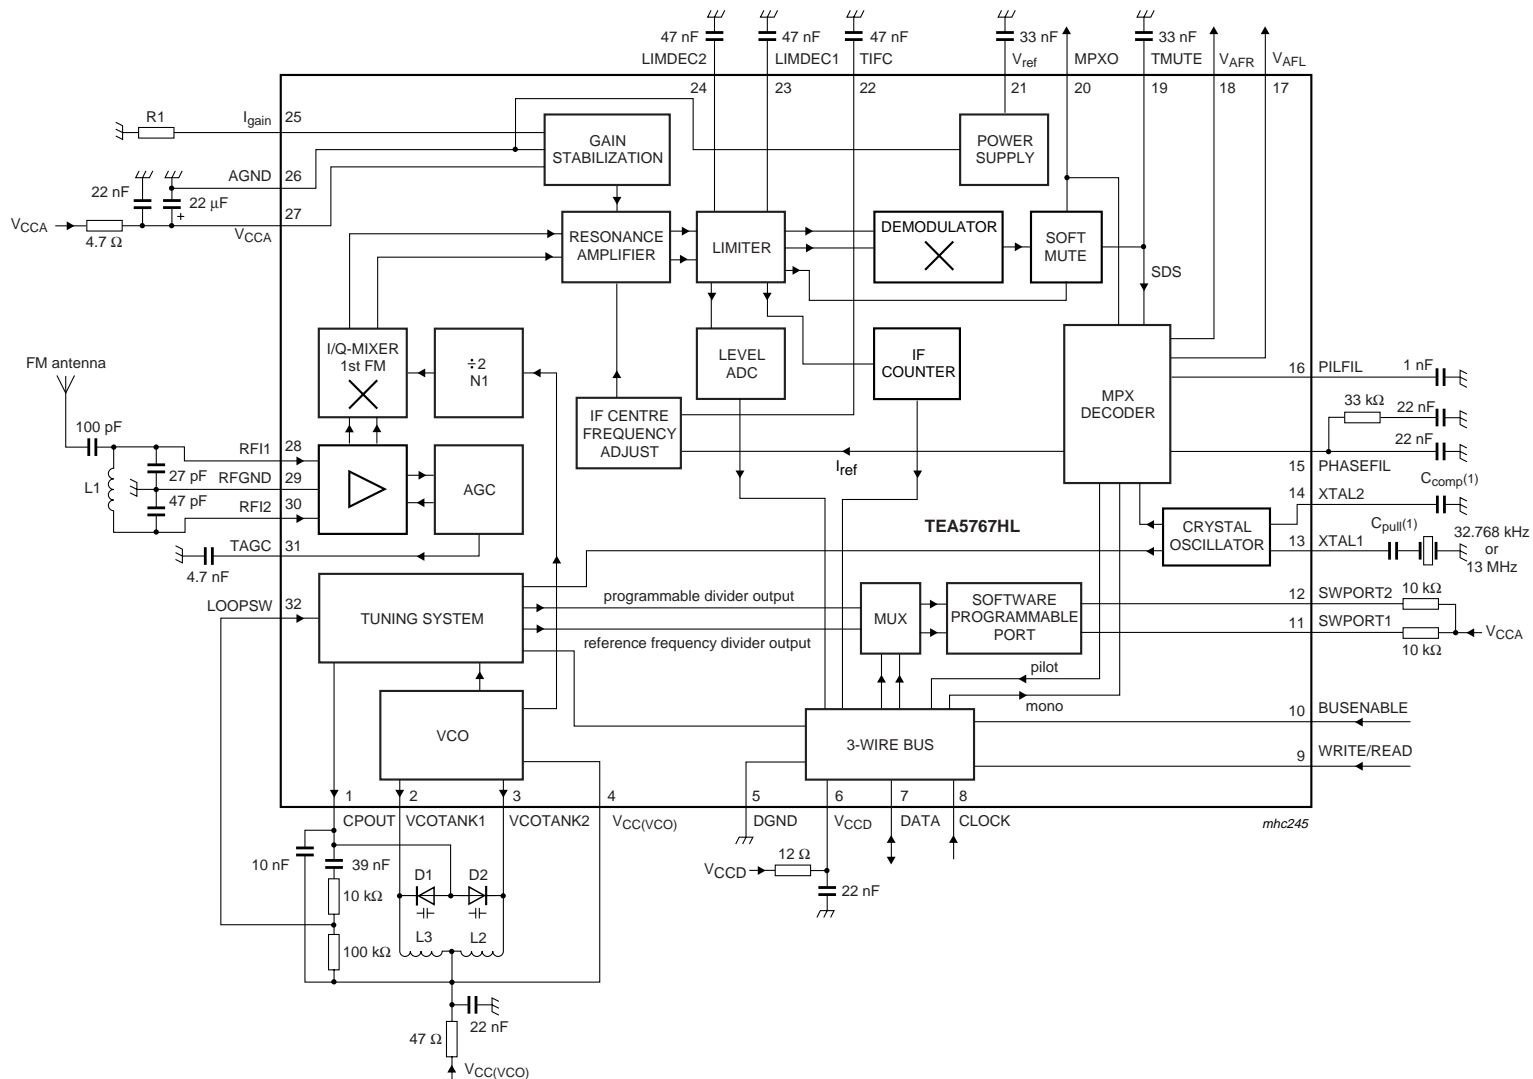 47 nF 47 nF 47 nF 33 nF 33 nF
LIMDEC2 LIMDEC1 TIFC Vref MPXO TMUTE VAFR VAFL
24 23 22 21 20 19 18 17
R1 Igain 25
GAIN
STABILIZATION
POWER
SUPPLY
AGND 26
22 nF 22 μF
+
27
VCCA 4.7 Ω VCCA
RESONANCE
AMPLIFIER
LIMITER
DEMODULATOR
SOFT
MUTE
SDS
I/Q-MIXER
1st FM
÷2
N1
LEVEL
ADC
IF
COUNTER
MPX
DECODER
FM antenna
100 pF
RFI1 28
27 pF
RFGND 29
L1
47 pF
RFI2 30
AGC
TAGC 31
4.7 nF
IF CENTRE
FREQUENCY
ADJUST
Iref
16 PILFIL 1 nF
33 kΩ 22 nF
22 nF
15 PHASEFIL
Ccomp(1)
14 XTAL2
Cpull(1)
13 XTAL1
32.768 kHz
or
13 MHz
TEA5767HL
CRYSTAL
OSCILLATOR
LOOPSW 32
TUNING SYSTEM
programmable divider output
reference frequency divider output
MUX
SOFTWARE
PROGRAMMABLE
PORT
12 SWPORT2 10 kΩ
11 SWPORT1
VCCA
10 kΩ
pilot
mono
VCO
3-WIRE BUS
10 BUSENABLE
9 WRITE/READ
1 2 3 4 5 6 7 8
CPOUT VCOTANK1 VCOTANK2 VCC(VCO) DGND VCCD DATA CLOCK
mhc245
10 nF 39 nF
D1 D2
10 kΩ
L3 L2
100 kΩ
12 Ω
VCCD
22 nF
22 nF
47 Ω
VCC(VCO)